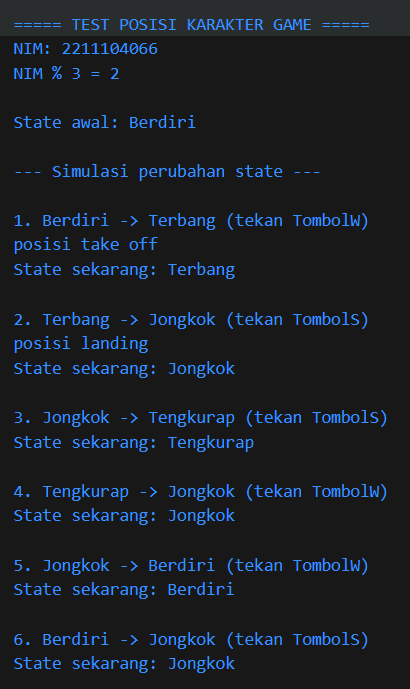 ===== TEST POSISI KARAKTER GAME =====
NIM: 2211104066
NIM % 3 = 2
State awal: Berdiri
--- Simulasi perubahan state ---
1. Berdiri -> Terbang (tekan TombolW)
posisi take off
State sekarang: Terbang
2. Terbang -> Jongkok (tekan TombolS)
posisi landing
State sekarang: Jongkok
3. Jongkok -> Tengkurap (tekan TombolS)
State sekarang: Tengkurap
4. Tengkurap -> Jongkok (tekan TombolW)
State sekarang: Jongkok
5. Jongkok -> Berdiri (tekan TombolW)
State sekarang: Berdiri
6. Berdiri -> Jongkok (tekan TombolS)
State sekarang: Jongkok